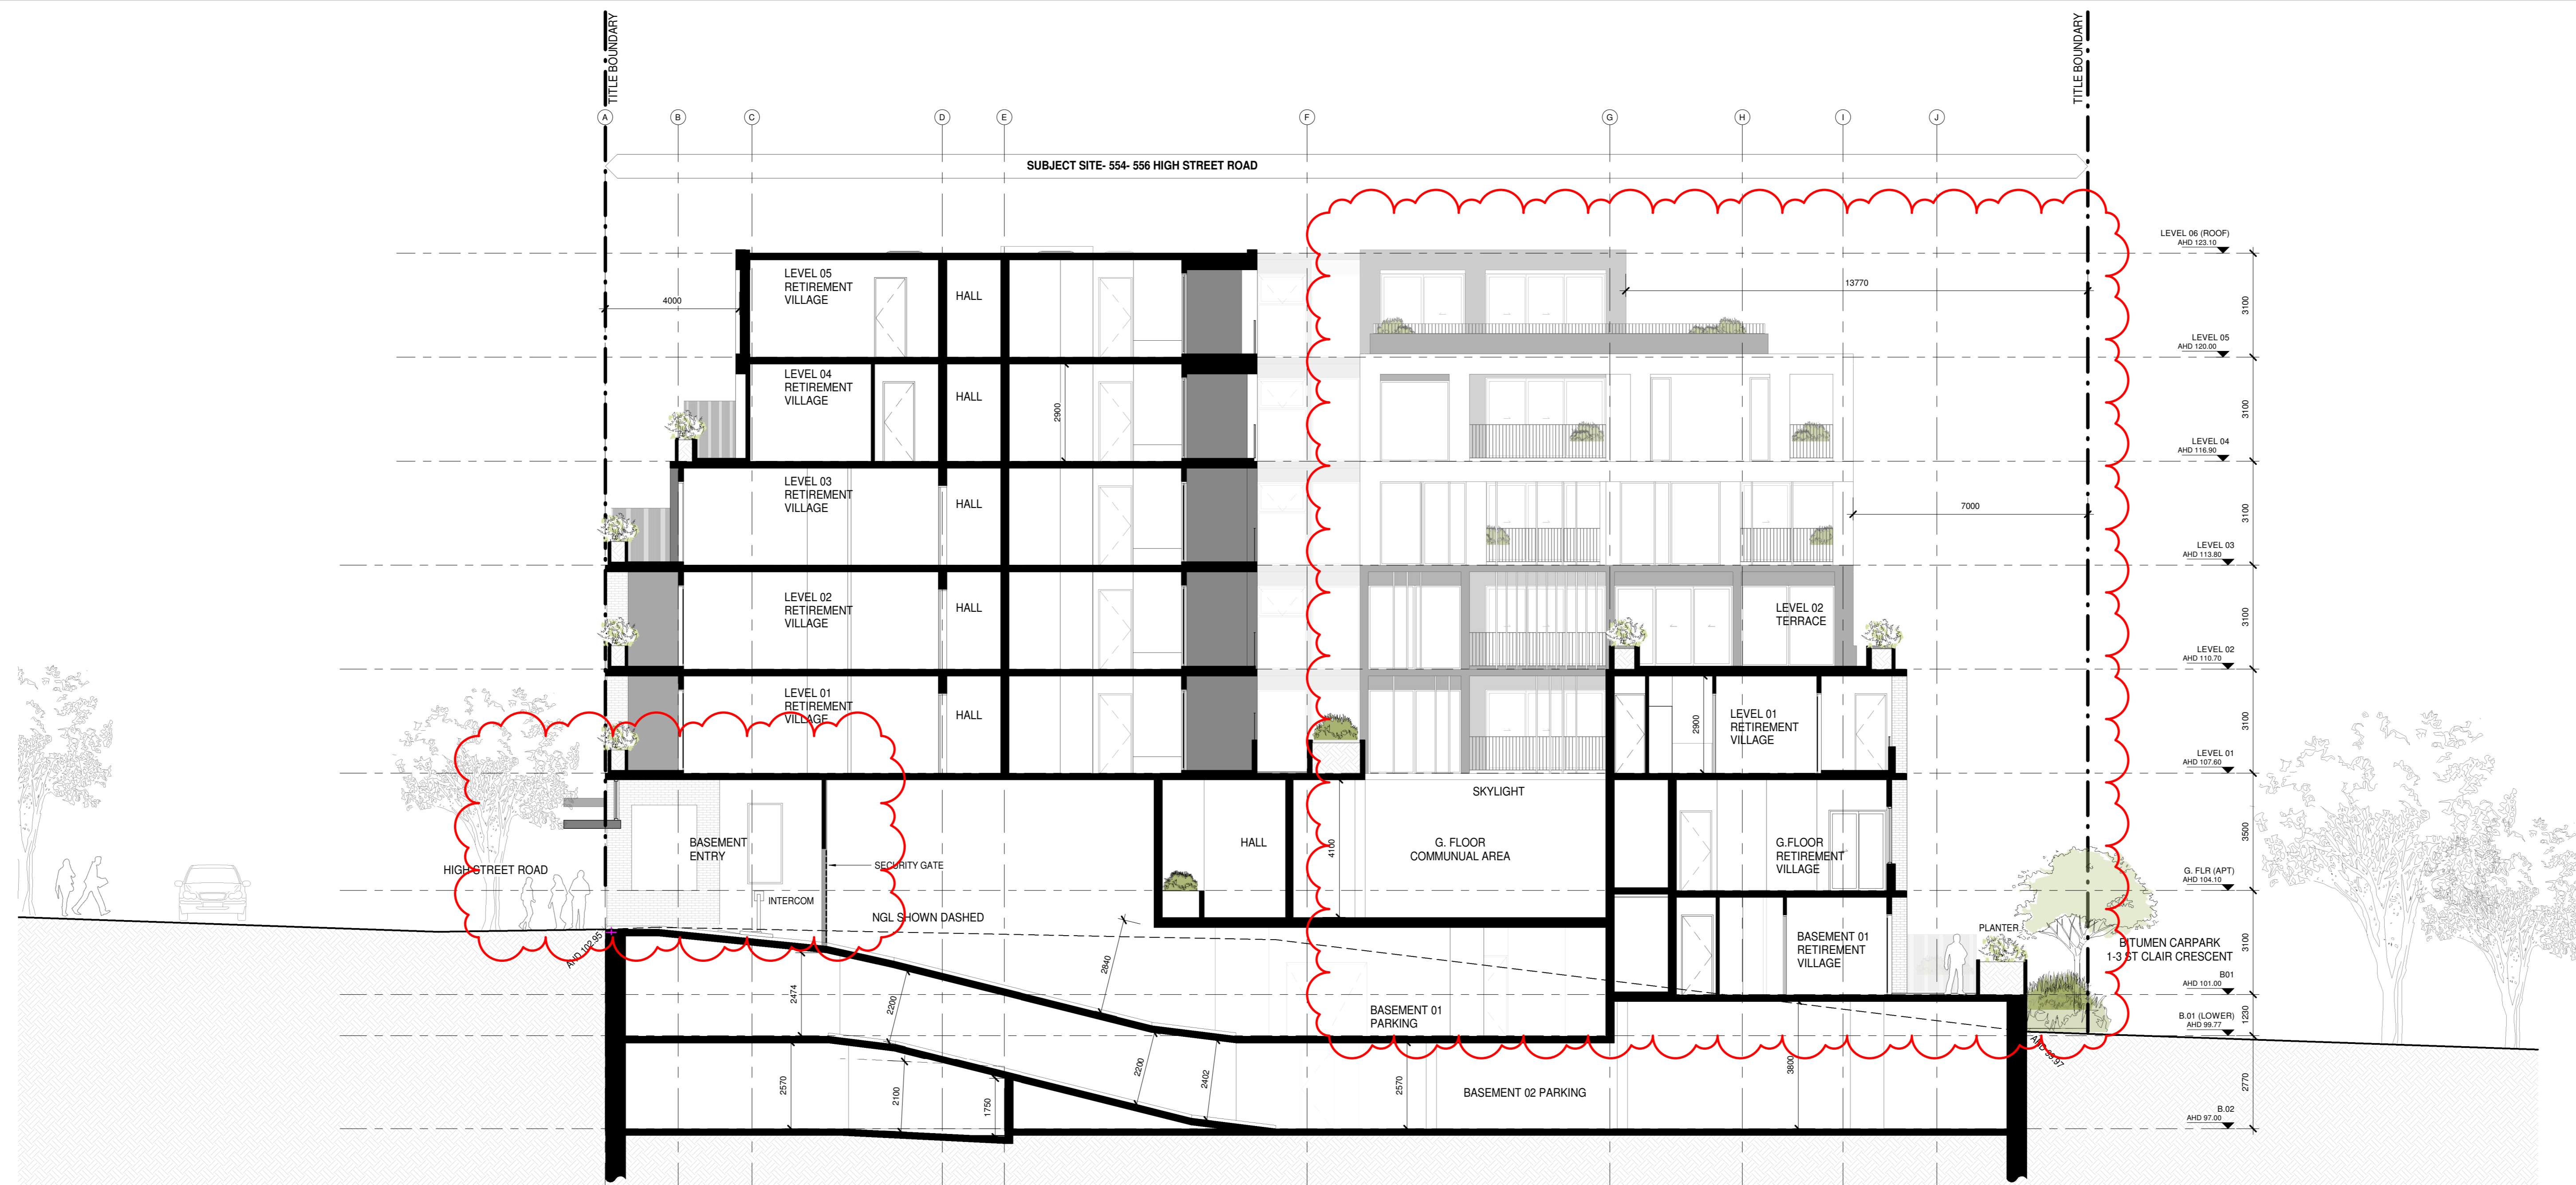 TITLE BOUNDARY
TITLE BOUNDARY
A
B
C
D
E
F
G
H
I
J
SUBJECT SITE- 554- 556 HIGH STREET ROAD
LEVEL 06 (ROOF)
AHD 123.10
LEVEL 05
RETIREMENT
VILLAGE
HALL
4000
13770
3100
LEVEL 05
AHD 120.00
LEVEL 04
RETIREMENT
VILLAGE
HALL
2900
3100
LEVEL 04
AHD 116.90
LEVEL 03
RETIREMENT
VILLAGE
HALL
7000
3100
LEVEL 03
AHD 113.80
LEVEL 02
RETIREMENT
VILLAGE
HALL
LEVEL 02
TERRACE
3100
LEVEL 02
AHD 110.70
LEVEL 01
RETIREMENT
VILLAGE
HALL
2900
LEVEL 01
RETIREMENT
VILLAGE
3100
LEVEL 01
AHD 107.60
SKYLIGHT
BASEMENT
ENTRY
HALL
4100
G. FLOOR
COMMUNUAL AREA
G.FLOOR
RETIREMENT
VILLAGE
3500
HIGH STREET ROAD
SECURITY GATE
G. FLR (APT)
AHD 104.10
INTERCOM
NGL SHOWN DASHED
AHD 102.95
2840
BASEMENT 01
RETIREMENT
VILLAGE
PLANTER
BITUMEN CARPARK
1-3 ST CLAIR CRESCENT
3100
B01
AHD 101.00
2474
2200
BASEMENT 01
PARKING
B.01 (LOWER)
AHD 99.77
1230
AHD 99.97
2570
2100
1750
2200
2402
2570
BASEMENT 02 PARKING
3800
2770
B.02
AHD 97.00